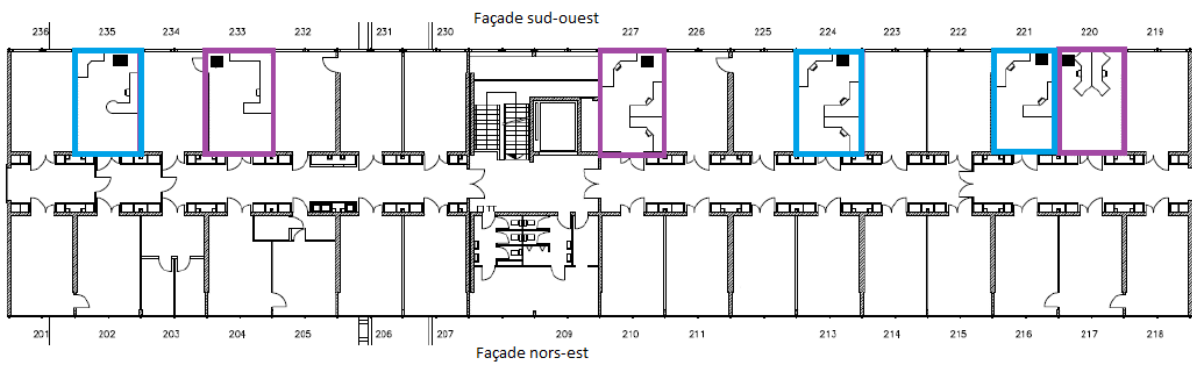 Façade sud-ouest
236 235 234 233 232 231 230 227 226 225 224 223 222 221 220 219
201 202 203 204 205 206 207 209 210 211 213 214 215 216 217 218
Façade nors-est